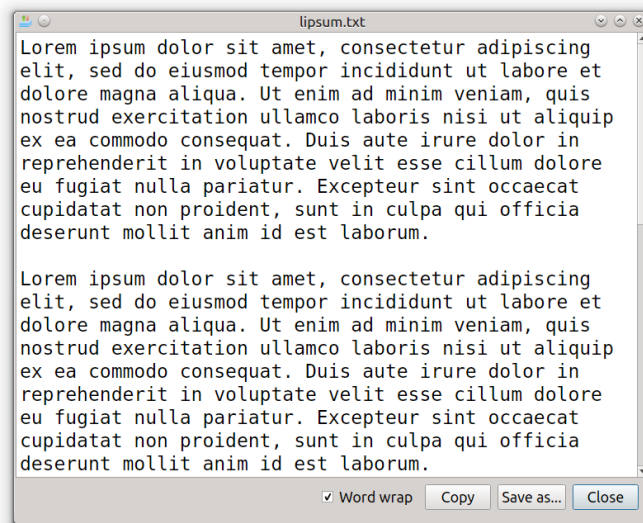 lipsum.txt
Lorem ipsum dolor sit amet, consectetur adipiscing
elit, sed do eiusmod tempor incididunt ut labore et
dolore magna aliqua. Ut enim ad minim veniam, quis
nostrud exercitation ullamco laboris nisi ut aliquip
ex ea commodo consequat. Duis aute irure dolor in
reprehenderit in voluptate velit esse cillum dolore
eu fugiat nulla pariatur. Excepteur sint occaecat
cupidatat non proident, sunt in culpa qui officia
deserunt mollit anim id est laborum.

Lorem ipsum dolor sit amet, consectetur adipiscing
elit, sed do eiusmod tempor incididunt ut labore et
dolore magna aliqua. Ut enim ad minim veniam, quis
nostrud exercitation ullamco laboris nisi ut aliquip
ex ea commodo consequat. Duis aute irure dolor in
reprehenderit in voluptate velit esse cillum dolore
eu fugiat nulla pariatur. Excepteur sint occaecat
cupidatat non proident, sunt in culpa qui officia
deserunt mollit anim id est laborum.
Word wrap Copy Save as... Close